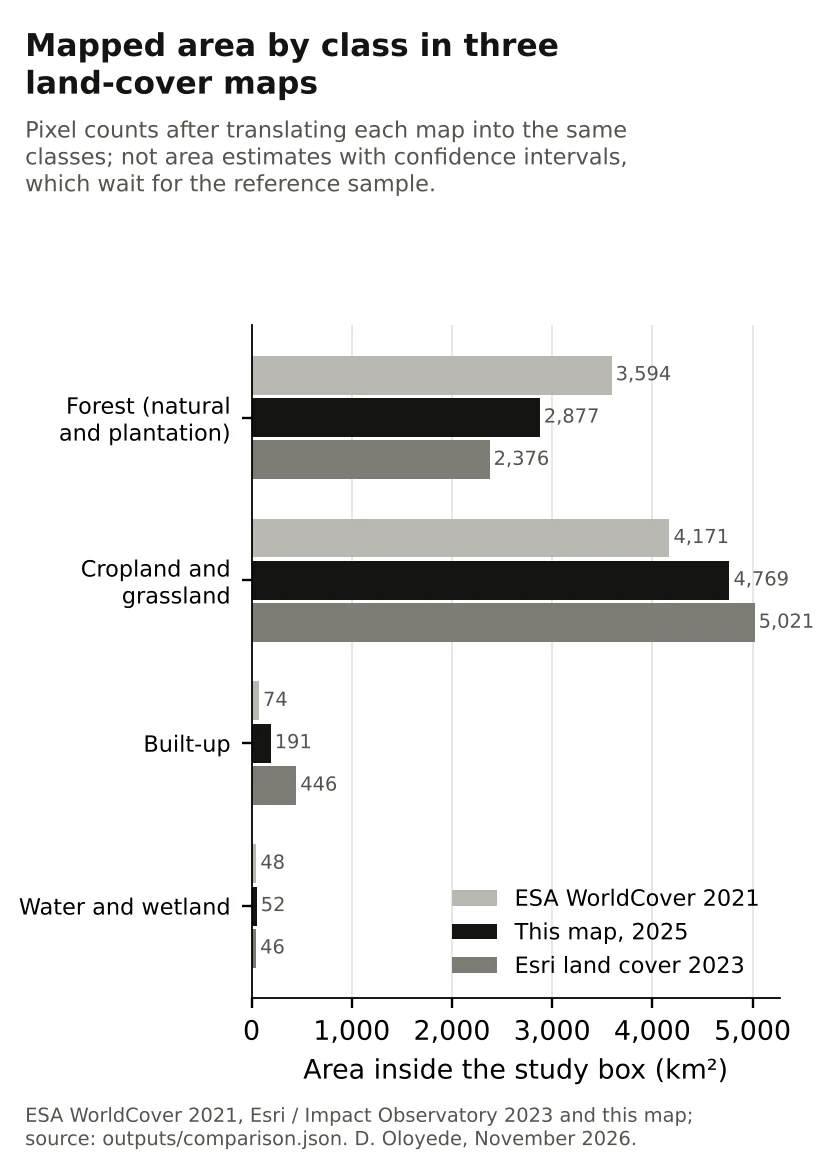 Mapped area by class in three
land-cover maps
Pixel counts after translating each map into the same
classes; not area estimates with confidence intervals,
which wait for the reference sample.
Forest (natural
and plantation)
3,594
2,877
2,376
Cropland and
grassland
4,171
4,769
5,021
Built-up
74
191
446
Water and wetland
48
52
46
ESA WorldCover 2021
This map, 2025
Esri land cover 2023
0 1,000 2,000 3,000 4,000 5,000
Area inside the study box (km²)
ESA WorldCover 2021, Esri / Impact Observatory 2023 and this map;
source: outputs/comparison.json. D. Oloyede, November 2026.